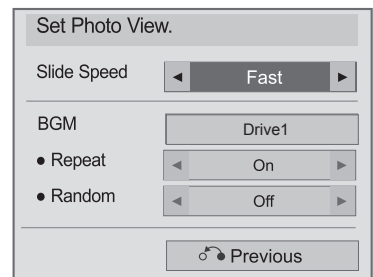 Set Photo View.
Slide Speed ◄ Fast ►
BGM Drive1
● Repeat ◄ On ►
● Random ◄ Off ►
Previous